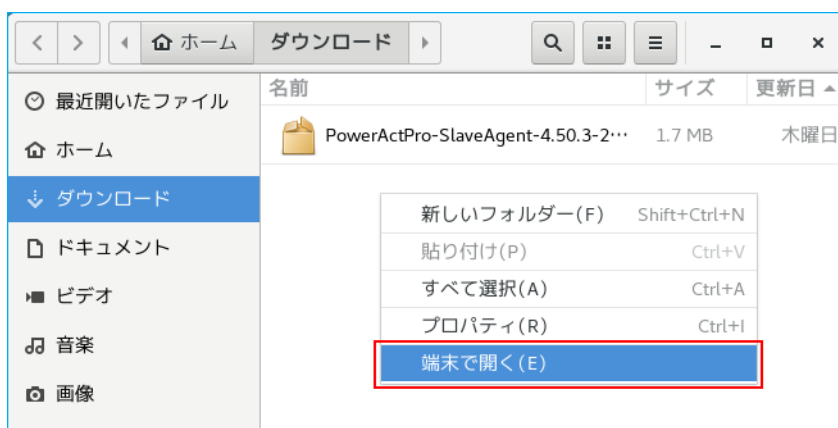 ホーム ダウンロード
名前 サイズ 更新日
最近開いたファイル
PowerActPro-SlaveAgent-4.50.3-2… 1.7 MB 木曜日
ホーム
ダウンロード
新しいフォルダー(F) Shift+Ctrl+N
ドキュメント
貼り付け(P) Ctrl+V
ビデオ
すべて選択(A) Ctrl+A
プロパティ(R) Ctrl+I
音楽
端末で開く(E)
画像